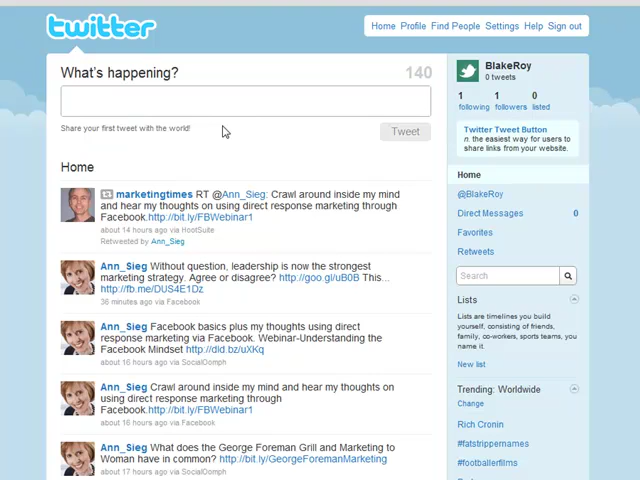 twitter
Home Profile Find People Settings Help Sign out
What's happening?
140
Share your first tweet with the world!
Tweet
Home
marketingtimes RT @Ann_Sieg: Crawl around inside my mind
and hear my thoughts on using direct response marketing through
Facebook.http://bit.ly/FBWebinar1
about 14 hours ago via HootSuite
Retweeted by Ann_Sieg
Ann_Sieg Without question, leadership is now the strongest
marketing strategy. Agree or disagree? http://goo.gl/uB0B This...
http://fb.me/DUS4E1Dz
36 minutes ago via Facebook
Ann_Sieg Facebook basics plus my thoughts using direct
response marketing via Facebook. Webinar-Understanding the
Facebook Mindset http://did.bz/uXKq
about 16 hours ago via SocialOomph
Ann_Sieg Crawl around inside my mind and hear my thoughts on
using direct response marketing through
Facebook.http://bit.ly/FBWebinar1
about 16 hours ago via Facebook
Ann_Sieg What does the George Foreman Grill and Marketing to
Woman have in common? http://bit.ly/GeorgeForemanMarketing
about 17 hours ago via SocialOomph
BlakeRoy
0 tweets
1 1 0
following followers listed
Twitter Tweet Button
n. the easiest way for users to
share links from your website.
Home
@BlakeRoy
Direct Messages 0
Favorites
Retweets
Search
Lists
Lists are timelines you build
yourself, consisting of friends,
family, co-workers, sports teams, you
name it.
New list
Trending: Worldwide
Change
Rich Cronin
#fatstrippernames
#footballerfilms